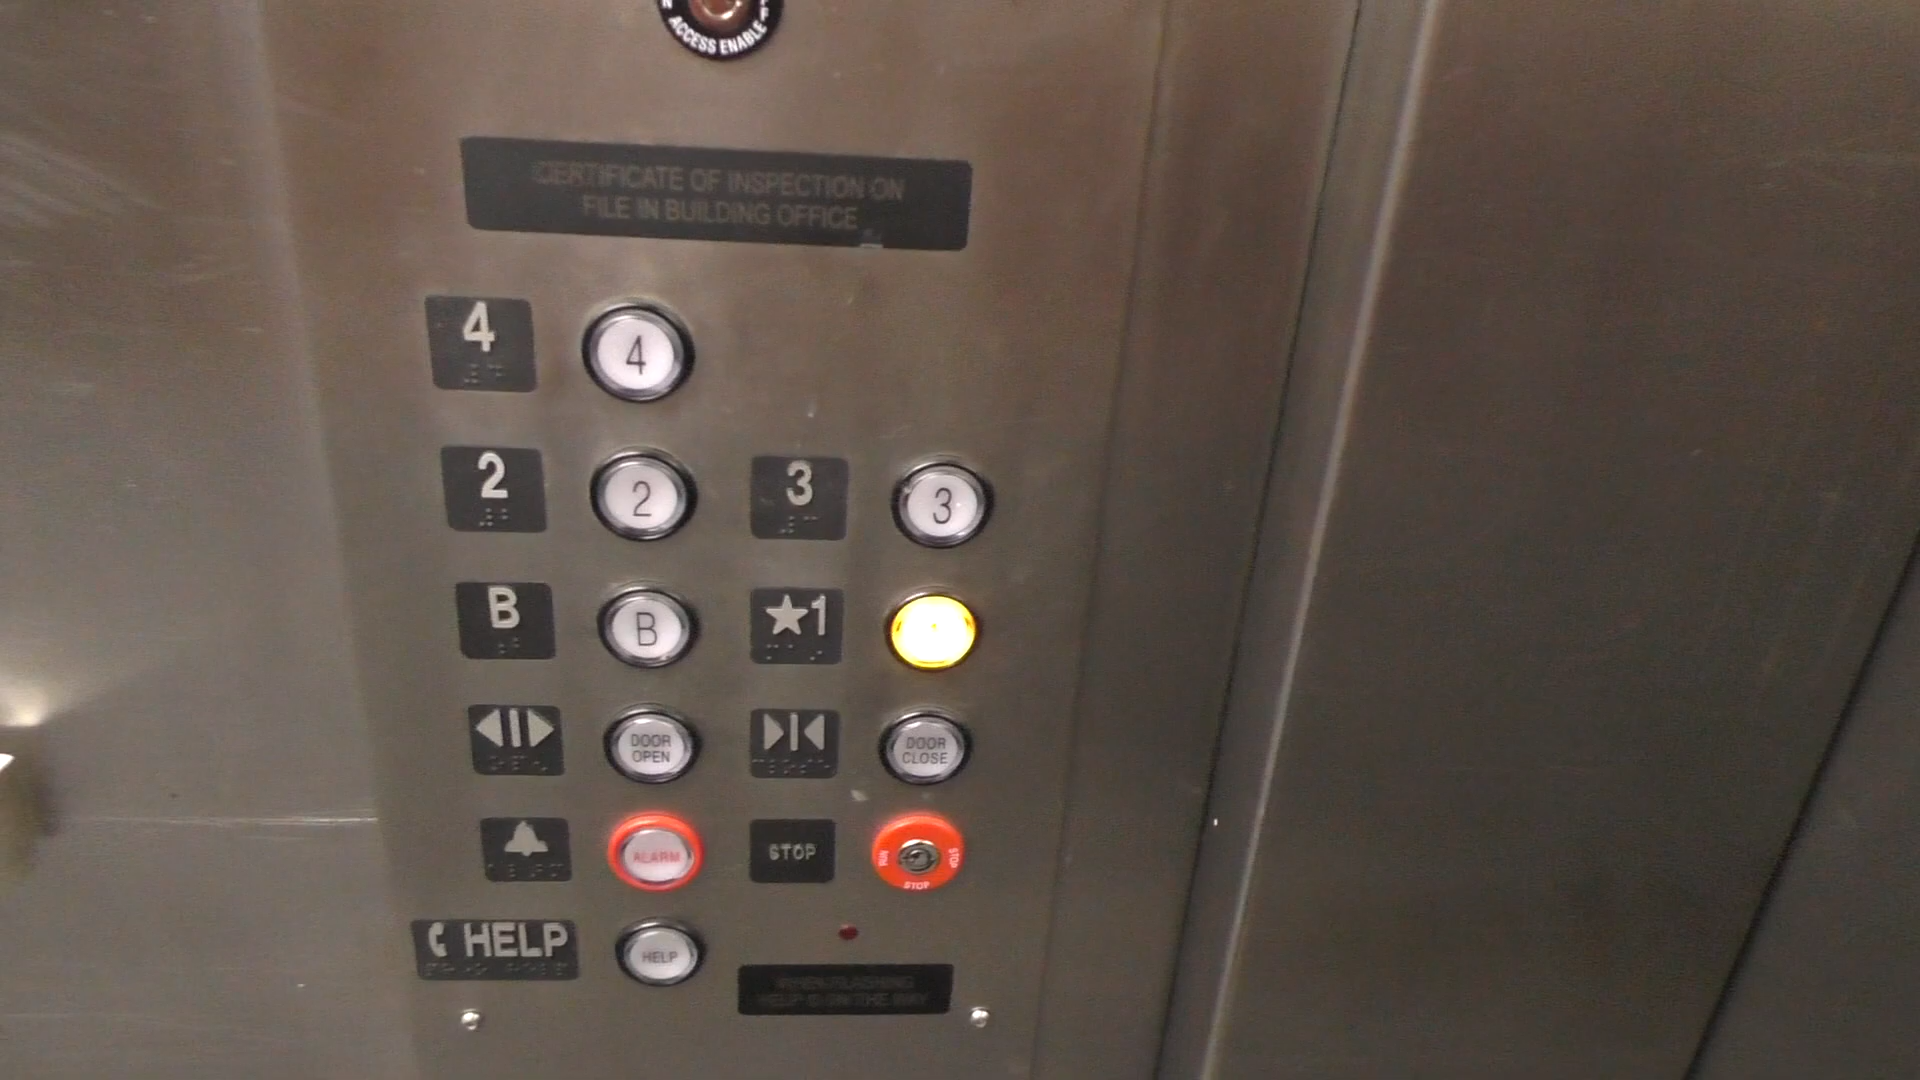 ACCESS ENABLE
CERTIFICATE OF INSPECTION ON
FILE IN BUILDING OFFICE
4 4
2 2 3 3
B B ★1
DOOR
OPEN
DOOR
CLOSE
ALARM
STOP
RUN STOP
STOP
HELP HELP
WHEN FLASHING
HELP IS ON THE WAY